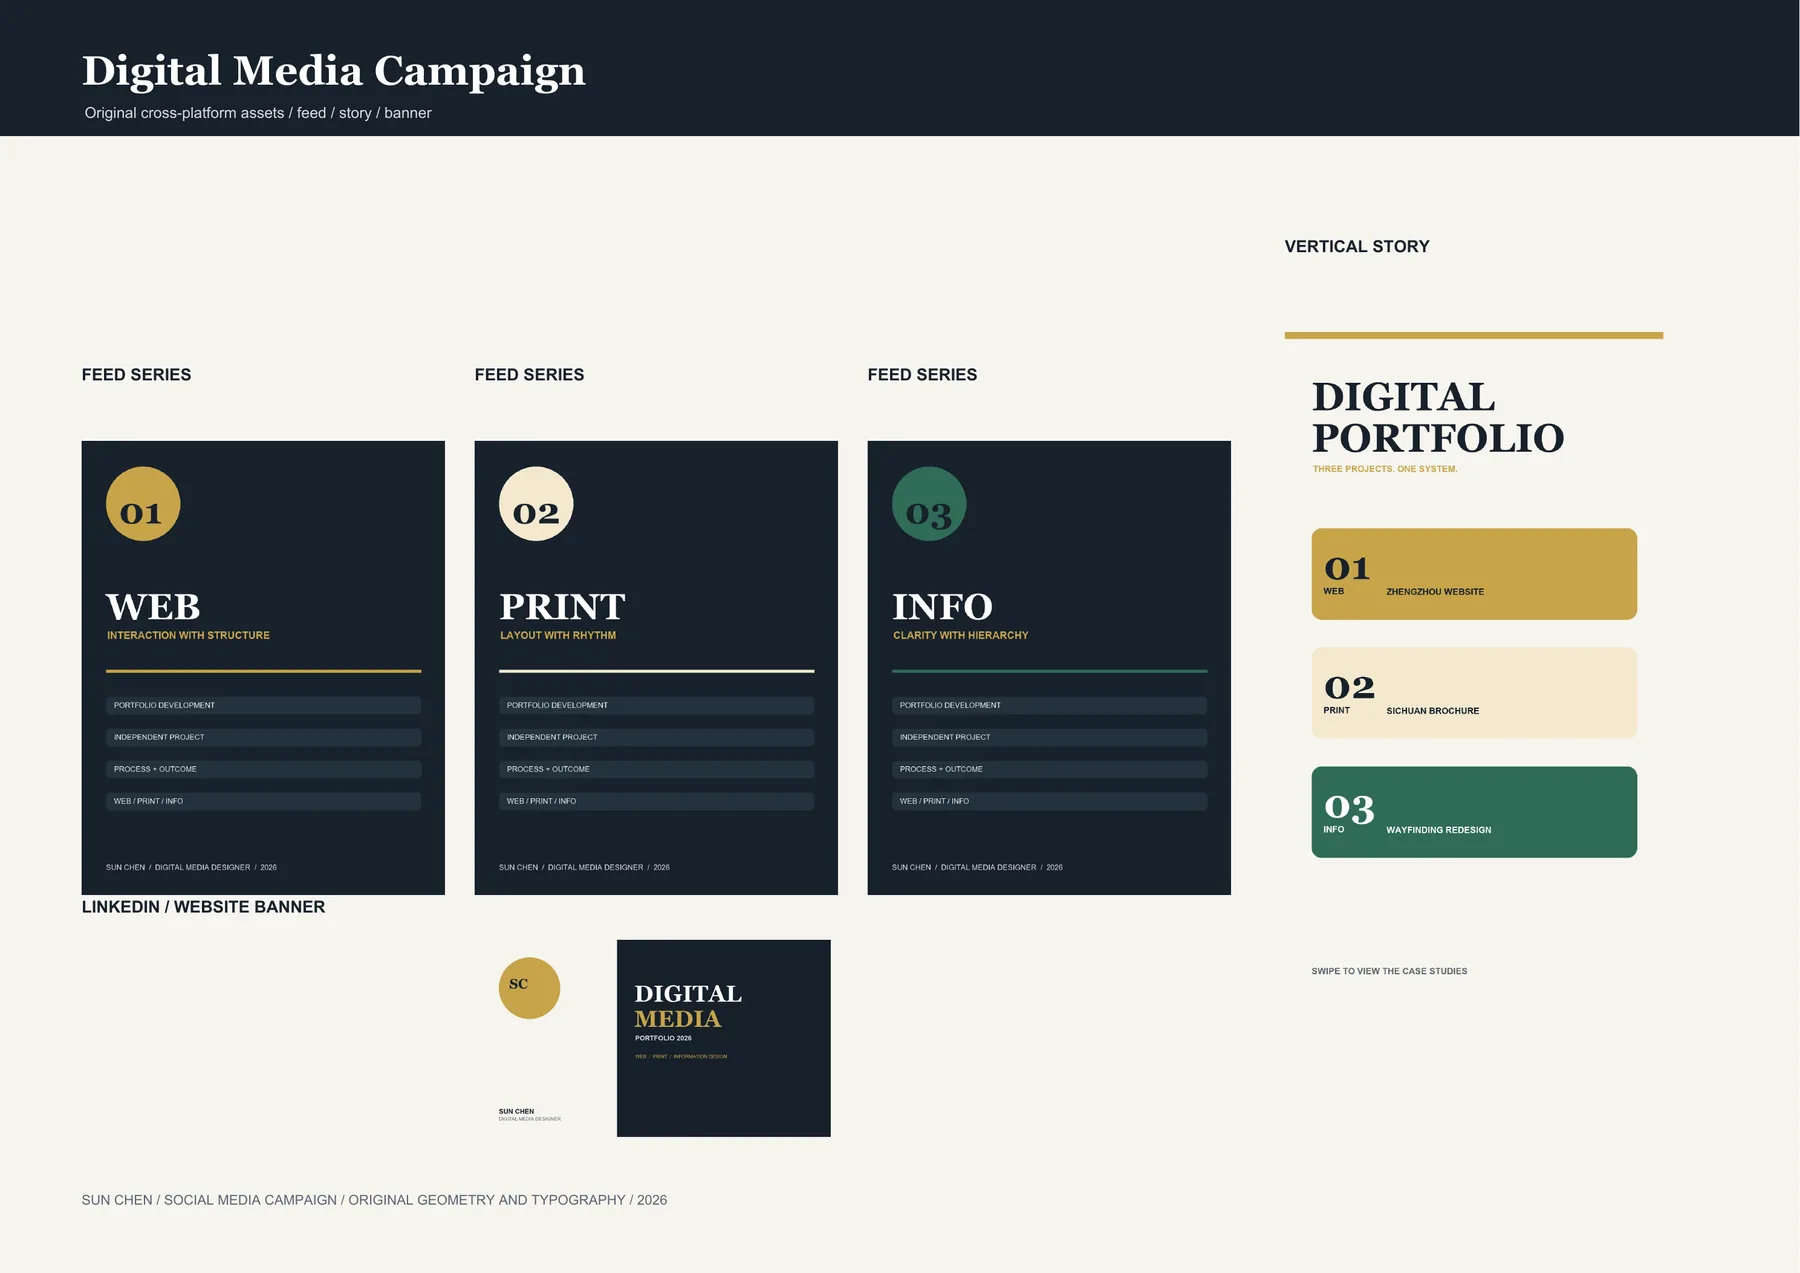 Digital Media Campaign
Original cross-platform assets / feed / story / banner
FEED SERIES
01
WEB
INTERACTION WITH STRUCTURE
PORTFOLIO DEVELOPMENT
INDEPENDENT PROJECT
PROCESS + OUTCOME
WEB / PRINT / INFO
SUN CHEN / DIGITAL MEDIA DESIGNER / 2026
FEED SERIES
02
PRINT
LAYOUT WITH RHYTHM
PORTFOLIO DEVELOPMENT
INDEPENDENT PROJECT
PROCESS + OUTCOME
WEB / PRINT / INFO
SUN CHEN / DIGITAL MEDIA DESIGNER / 2026
FEED SERIES
03
INFO
CLARITY WITH HIERARCHY
PORTFOLIO DEVELOPMENT
INDEPENDENT PROJECT
PROCESS + OUTCOME
WEB / PRINT / INFO
SUN CHEN / DIGITAL MEDIA DESIGNER / 2026
VERTICAL STORY
DIGITAL
PORTFOLIO
THREE PROJECTS. ONE SYSTEM.
01
WEB ZHENGZHOU WEBSITE
02
PRINT SICHUAN BROCHURE
03
INFO WAYFINDING REDESIGN
SWIPE TO VIEW THE CASE STUDIES
LINKEDIN / WEBSITE BANNER
SC
SUN CHEN
DIGITAL MEDIA DESIGNER
DIGITAL
MEDIA
PORTFOLIO 2026
WEB / PRINT / INFORMATION DESIGN
SUN CHEN / SOCIAL MEDIA CAMPAIGN / ORIGINAL GEOMETRY AND TYPOGRAPHY / 2026